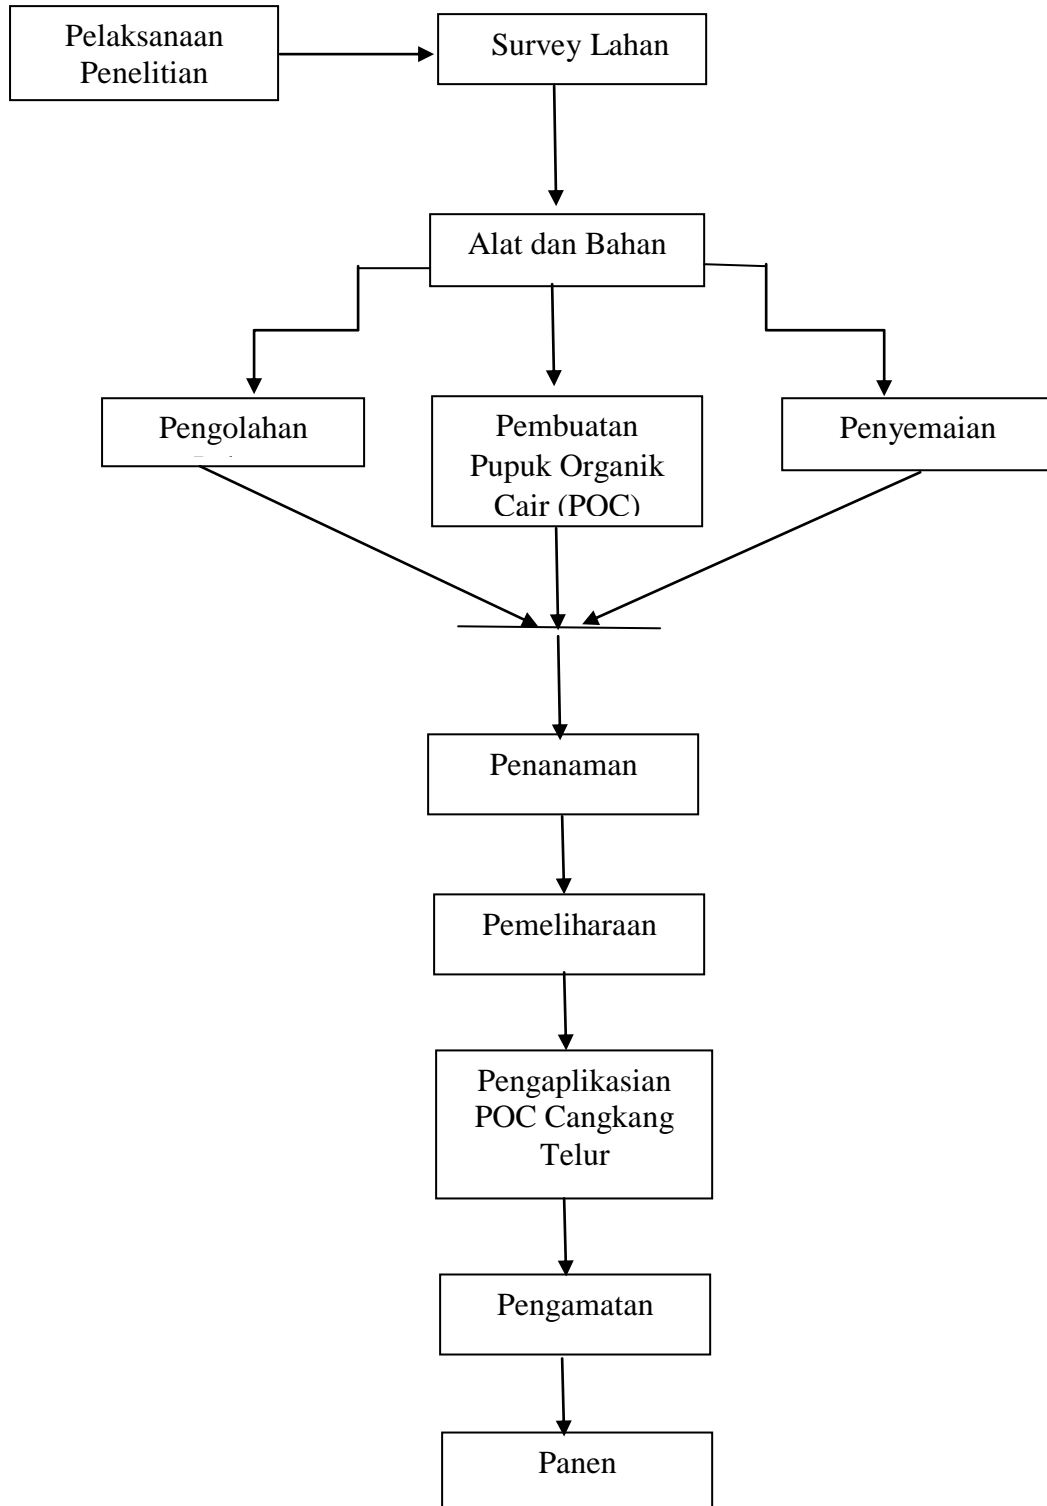 Pelaksanaan
Penelitian
Survey Lahan
Alat dan Bahan
Pengolahan
Pembuatan
Pupuk Organik
Cair (POC)
Penyemaian
Penanaman
Pemeliharaan
Pengaplikasian
POC Cangkang
Telur
Pengamatan
Panen